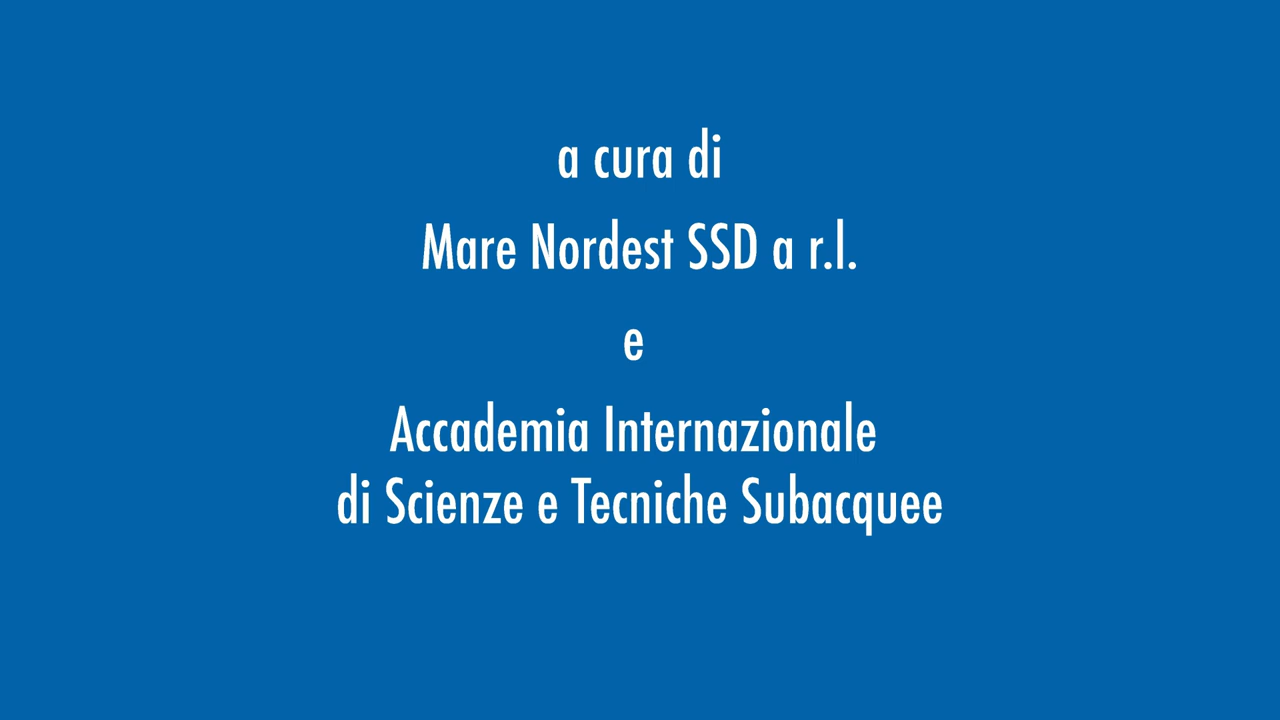 a cura di
Mare Nordest SSD a r.l.
e
Accademia Internazionale
di Scienze e Tecniche Subacquee